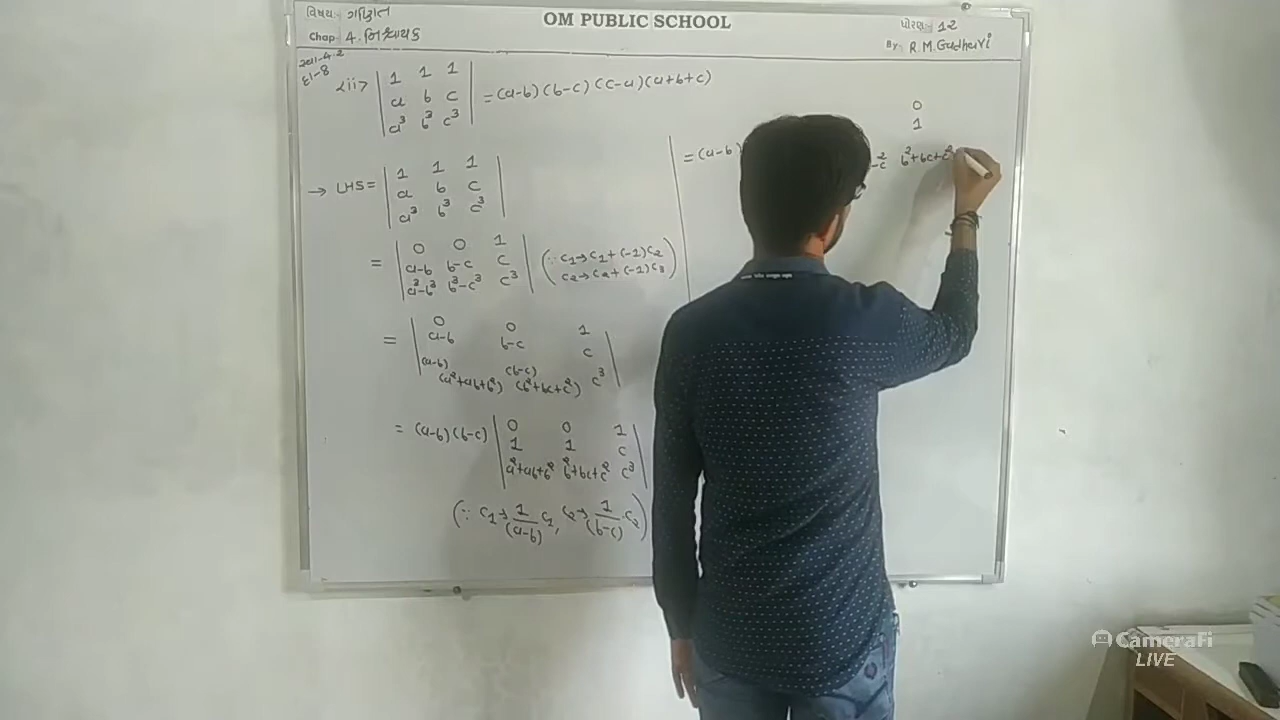 વિષય:- ગણિત
OM PUBLIC SCHOOL
ધોરણ:- 12
Chap 4. નિશ્ચાયક
By:- R.M. Gadhavi
સ્વા-4.2
દા-8
<ii> | 1 1 1 |
| a b c | = (a-b) (b-c) (c-a) (a+b+c)
| a³ b³ c³ |
→ LHS = | 1 1 1 |
| a b c |
| a³ b³ c³ |
= | 0 0 1 |
| a-b b-c c | (∵ C₁→C₁+(-1)C₂
| a³-b³ b³-c³ c³ | C₂→C₂+(-1)C₃)
= | 0 0 1 |
| a-b b-c c |
| (a-b) (b-c) c³ |
(a²+ab+b²) (b²+bc+c²)
= (a-b) (b-c) | 0 0 1 |
| 1 1 c |
| a²+ab+b² b²+bc+c² c³ |
(∵ C₁→ 1/(a-b) C₁, C₂→ 1/(b-c) ·C₂)
0
1
= (a-b)
-c² b²+bc+c²
CameraFi
LIVE